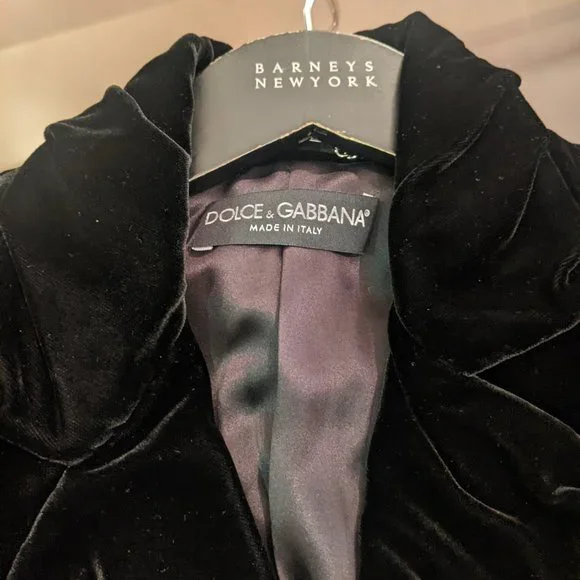 BARNEYS
NEWYORK
DOLCE & GABBANA®
MADE IN ITALY